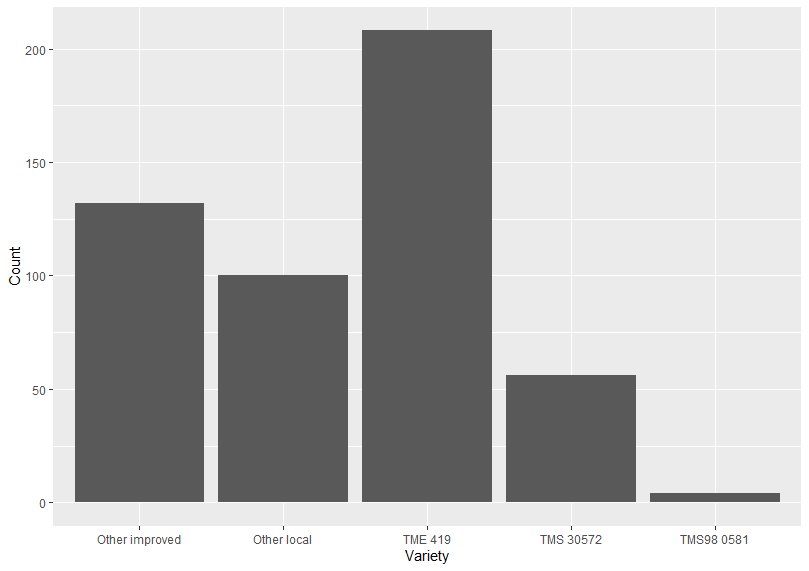 200
150
100
50
0
Count
Other improved
Other local
TME 419
TMS 30572
TMS98 0581
Variety